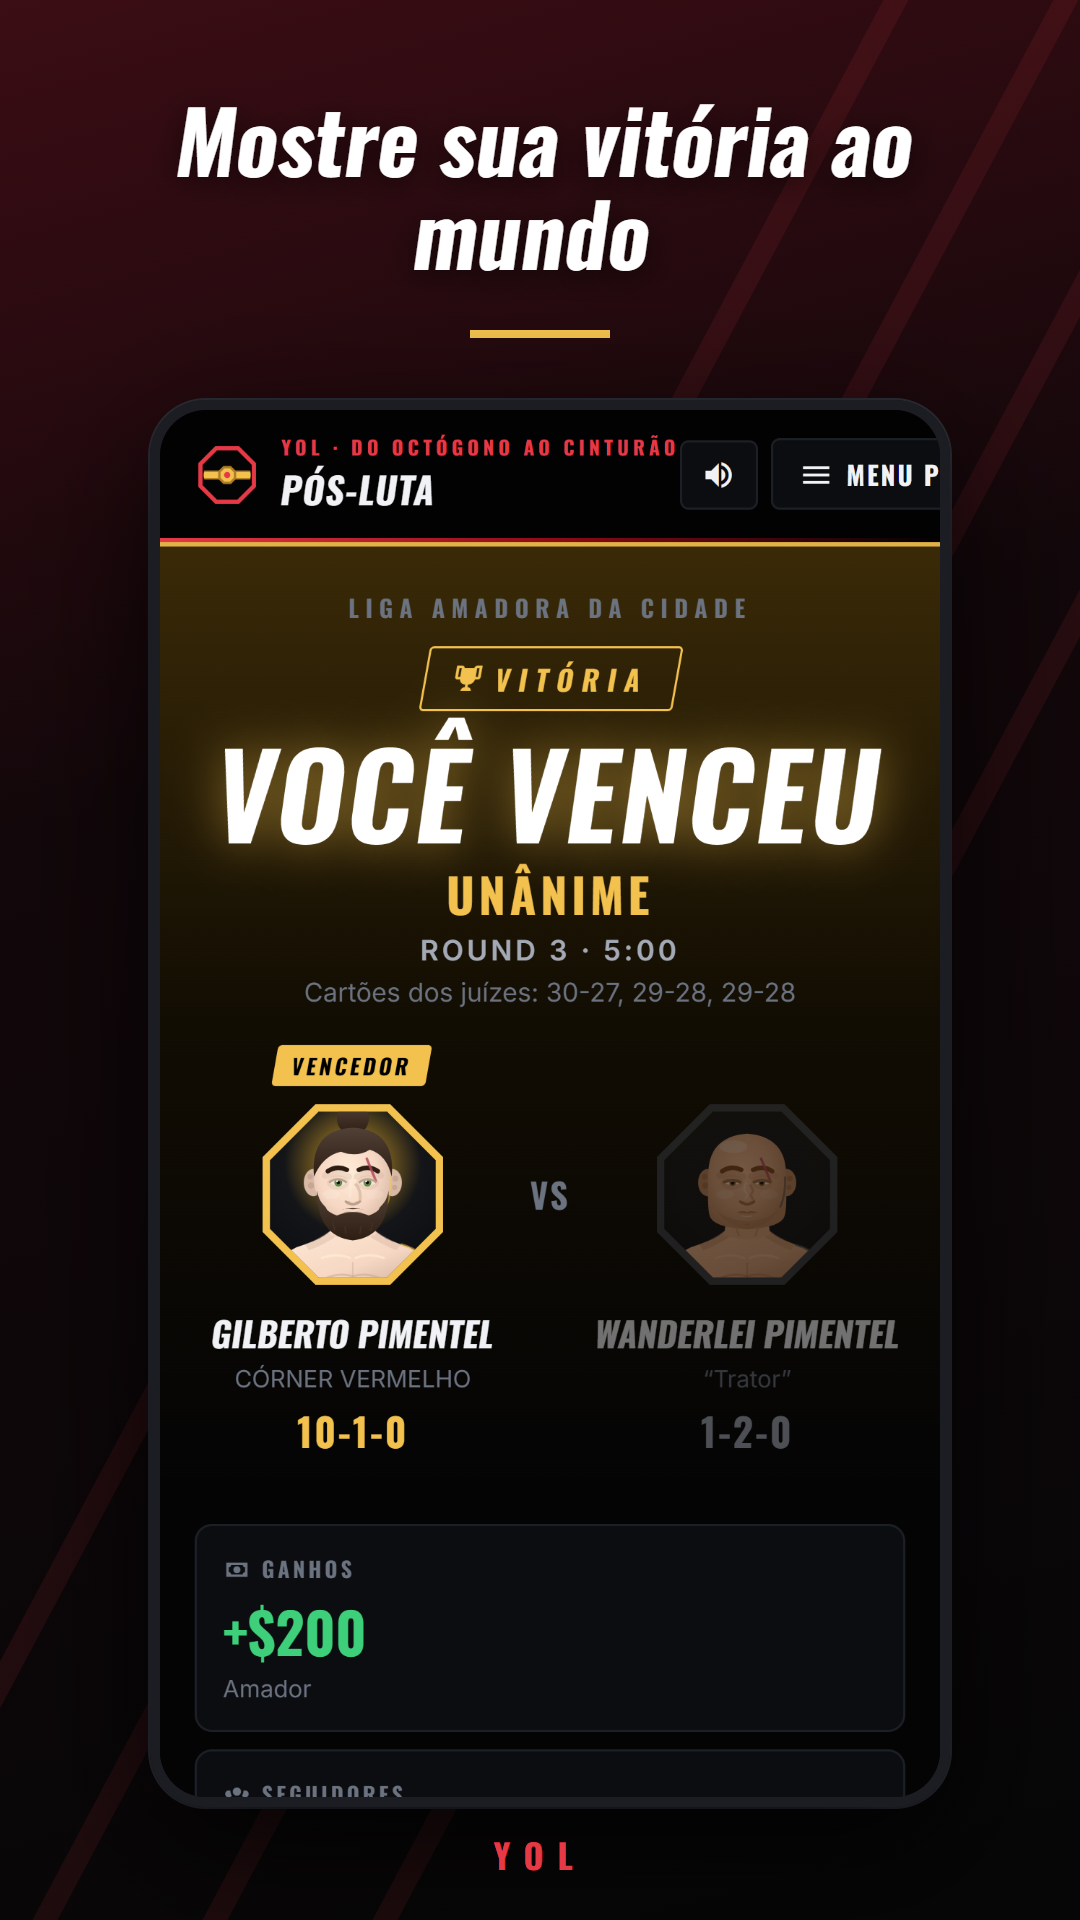 Mostre sua vitória ao
mundo
YOL · DO OCTÓGONO AO CINTURÃO
PÓS-LUTA
MENU P
LIGA AMADORA DA CIDADE
VITÓRIA
VOCÊ VENCEU
UNÂNIME
ROUND 3 · 5:00
Cartões dos juízes: 30-27, 29-28, 29-28
VENCEDOR
VS
GILBERTO PIMENTEL
WANDERLEI PIMENTEL
CÓRNER VERMELHO
“Trator”
10-1-0
1-2-0
GANHOS
+$200
Amador
SEGUIDORES
YOL